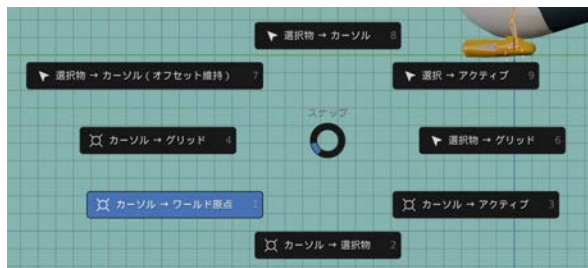 選択物 → カーソル 8
選択物 → カーソル ( オフセット維持 ) 7
選択 → アクティブ 9
ステップ
カーソル → グリッド 4
選択物 → グリッド 6
カーソル → ワールド原点 1
カーソル → アクティブ 3
カーソル → 選択物 2